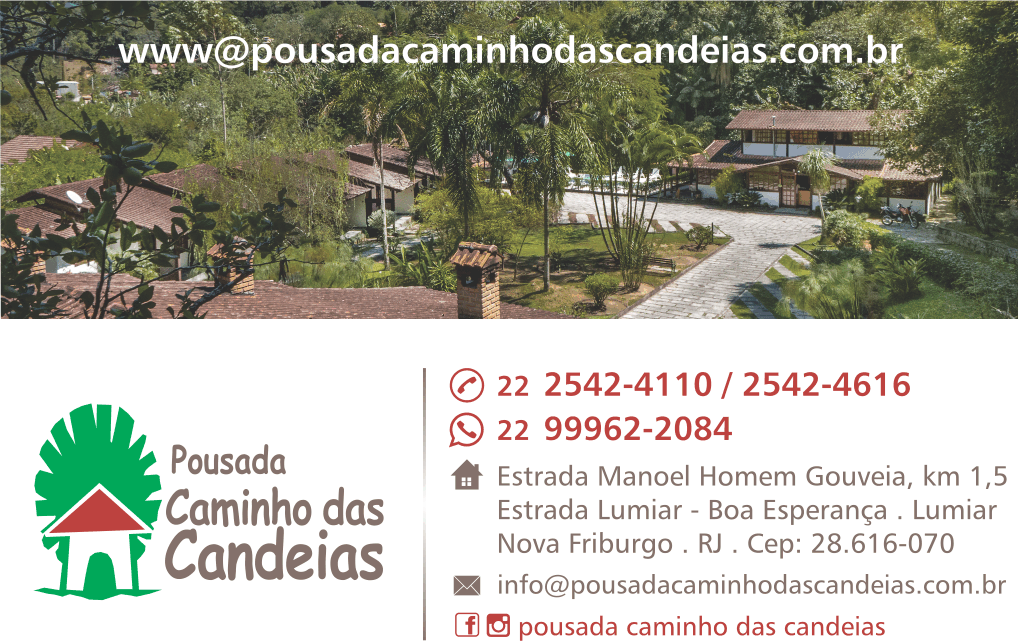 www@pousadacaminhodascandeias.com.br
Pousada
Caminho das
Candeias
22 2542-4110 / 2542-4616
22 99962-2084
Estrada Manoel Homem Gouveia, km 1,5
Estrada Lumiar - Boa Esperança . Lumiar
Nova Friburgo . RJ . Cep: 28.616-070
info@pousadacaminhodascandeias.com.br
pousada caminho das candeias